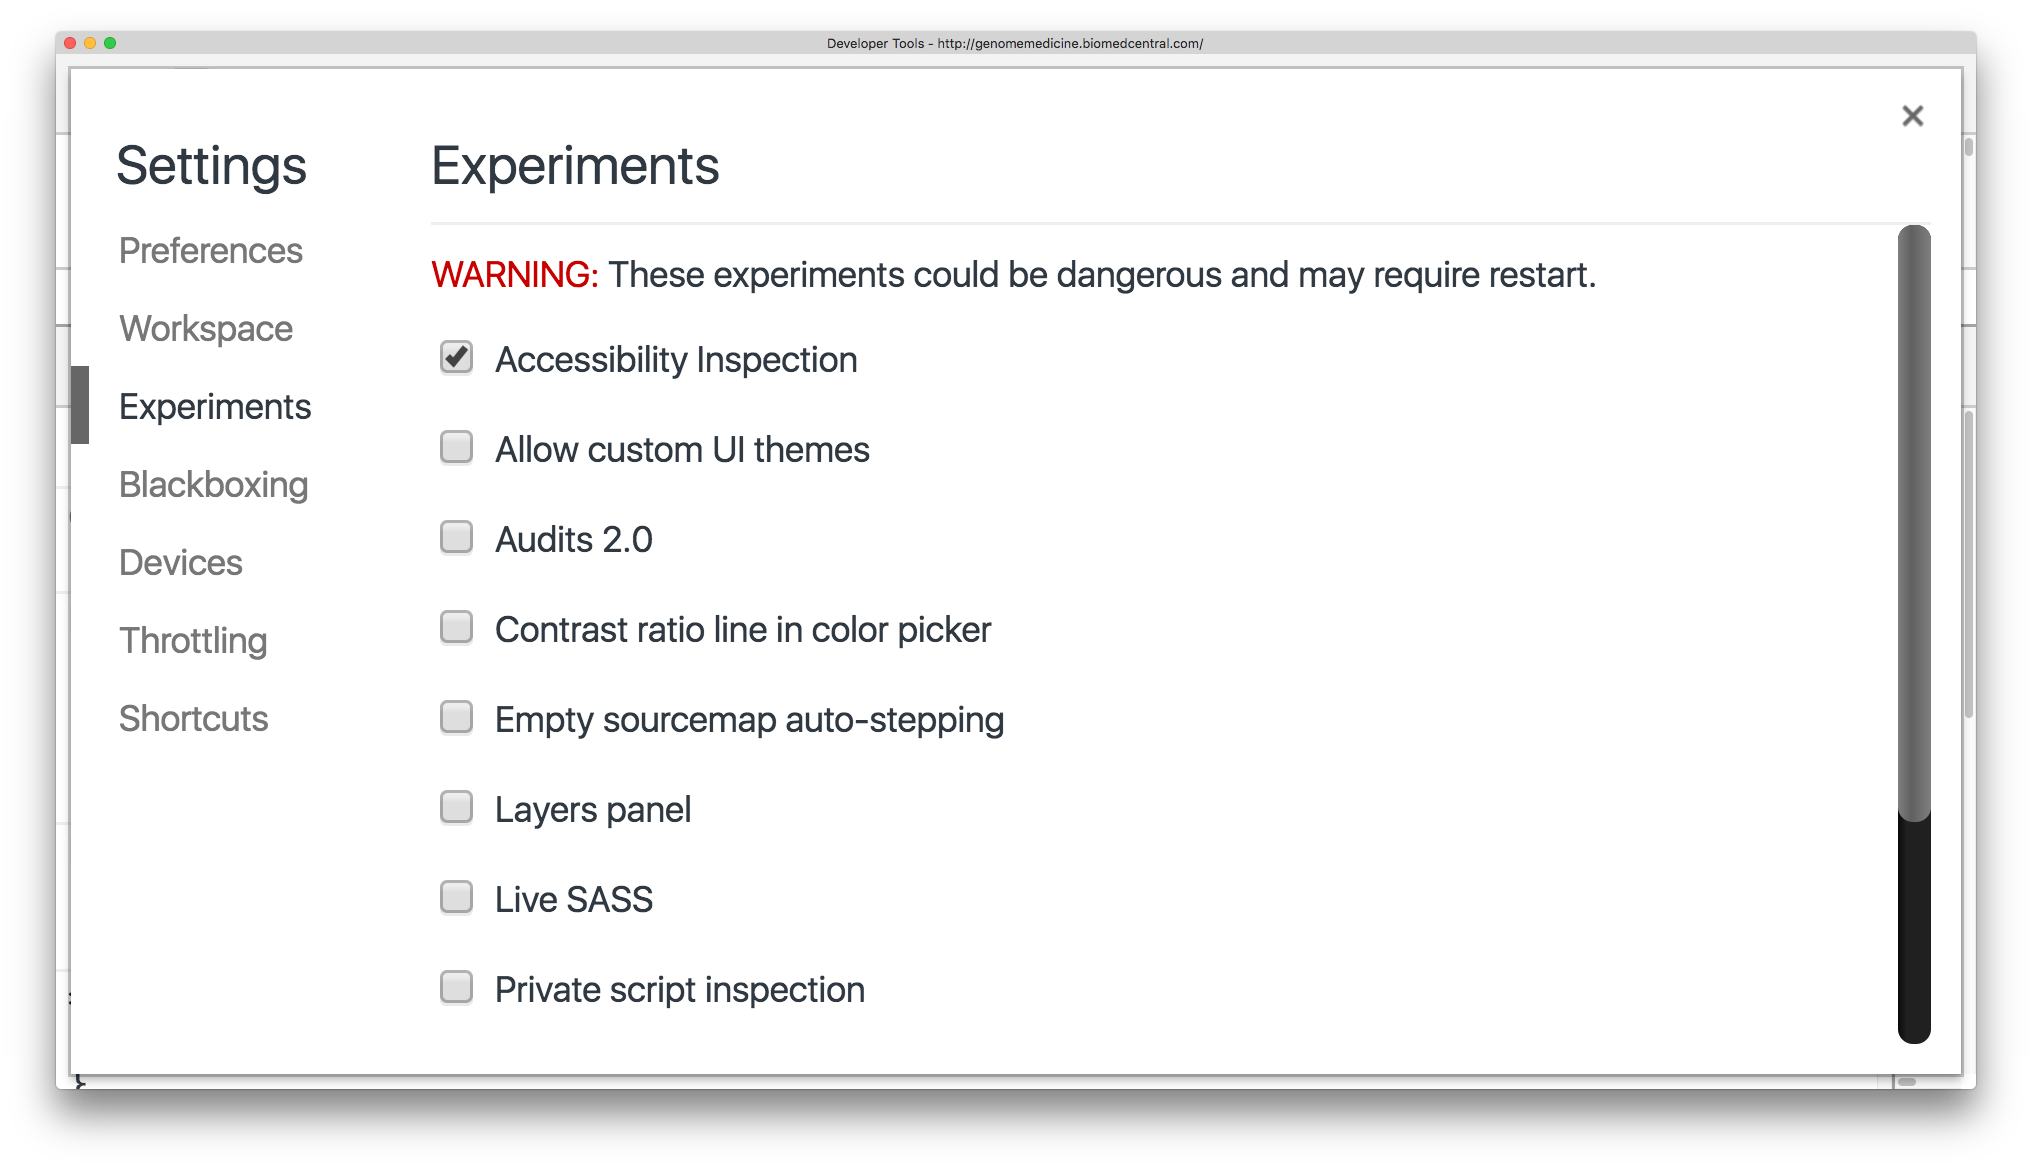 Developer Tools - http://genomemedicine.biomedcentral.com/
Settings
Preferences
Workspace
Experiments
Blackboxing
Devices
Throttling
Shortcuts
Experiments
WARNING: These experiments could be dangerous and may require restart.
Accessibility Inspection
Allow custom UI themes
Audits 2.0
Contrast ratio line in color picker
Empty sourcemap auto-stepping
Layers panel
Live SASS
Private script inspection
}